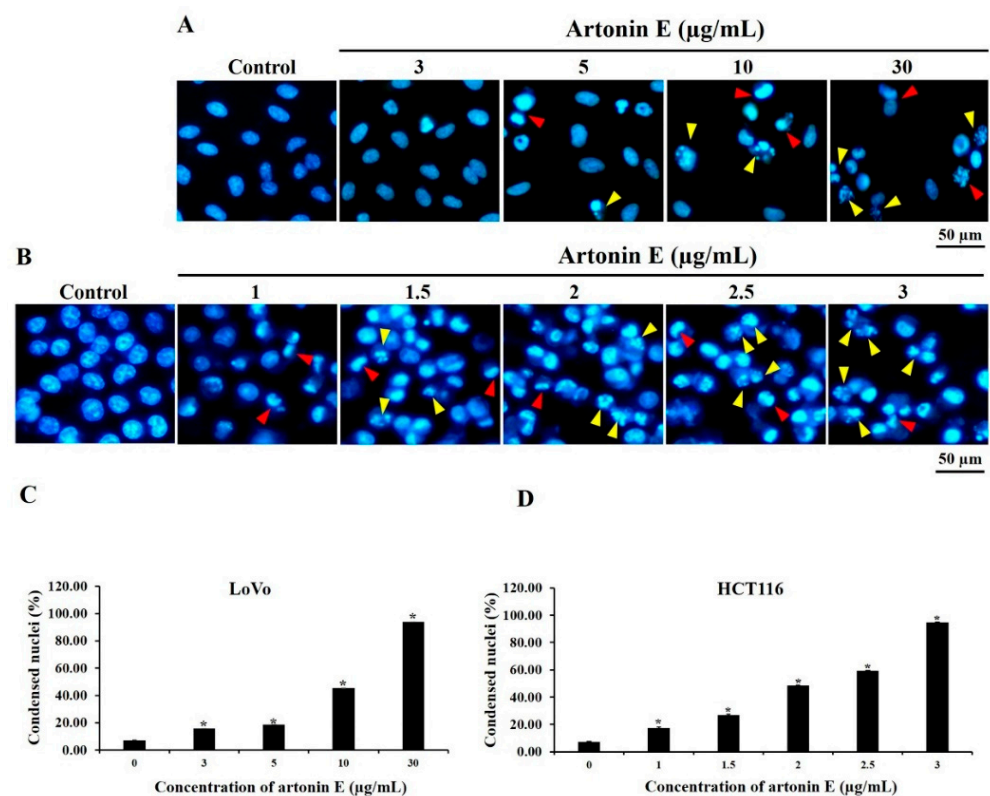 A
Artonin E (µg/mL)
Control 3 5 10 30
50 µm
B
Artonin E (µg/mL)
Control 1 1.5 2 2.5 3
50 µm
C
LoVo
Condensed nuclei (%)
120.00
100.00
80.00
60.00
40.00
20.00
0.00
* * * *
0 3 5 10 30
Concentration of artonin E (µg/mL)
D
HCT116
Condensed nuclei (%)
120.00
100.00
80.00
60.00
40.00
20.00
0.00
* * * * *
0 1 1.5 2 2.5 3
Concentration of artonin E (µg/mL)